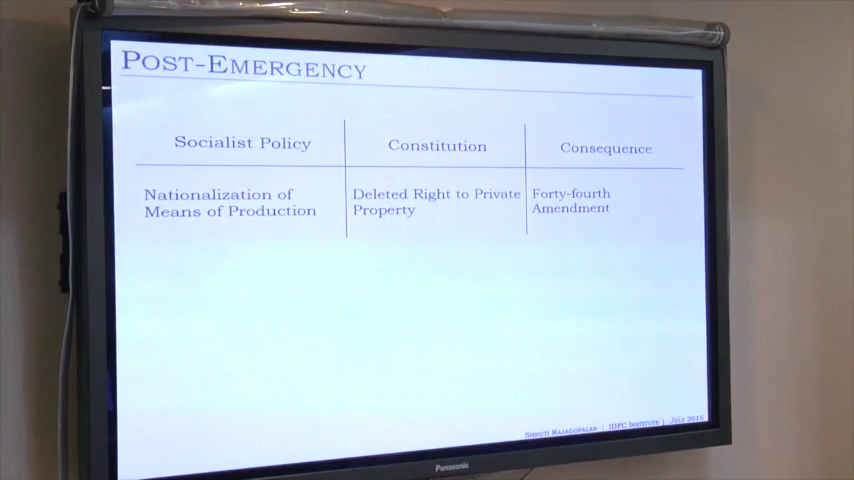 POST-EMERGENCY
Socialist Policy
Constitution
Consequence
Nationalization of
Means of Production
Deleted Right to Private
Property
Forty-fourth
Amendment
SHRUTI RAJAGOPALAN | IDFC INSTITUTE | JULY 2015
Panasonic